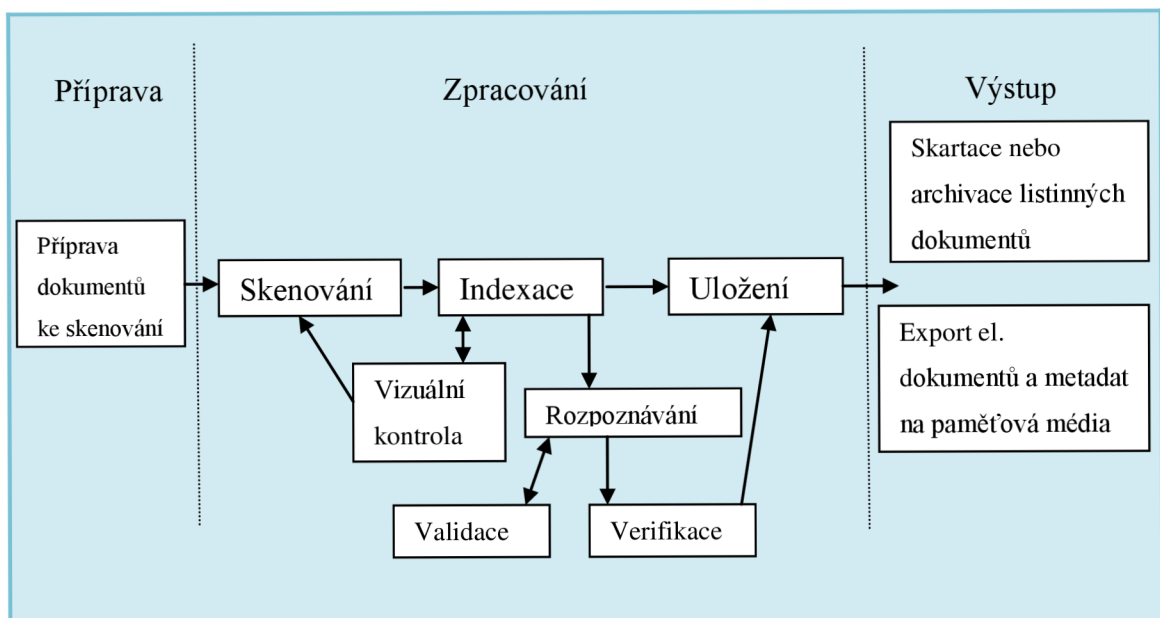 Příprava
Zpracování
Výstup
Příprava
dokumentů
ke skenování
Skenování
Indexace
Uložení
Vizuální
kontrola
Rozpoznávání
Validace
Verifikace
Skartace nebo
archivace listinných
dokumentů
Export el.
dokumentů a metadat
na paměťová média